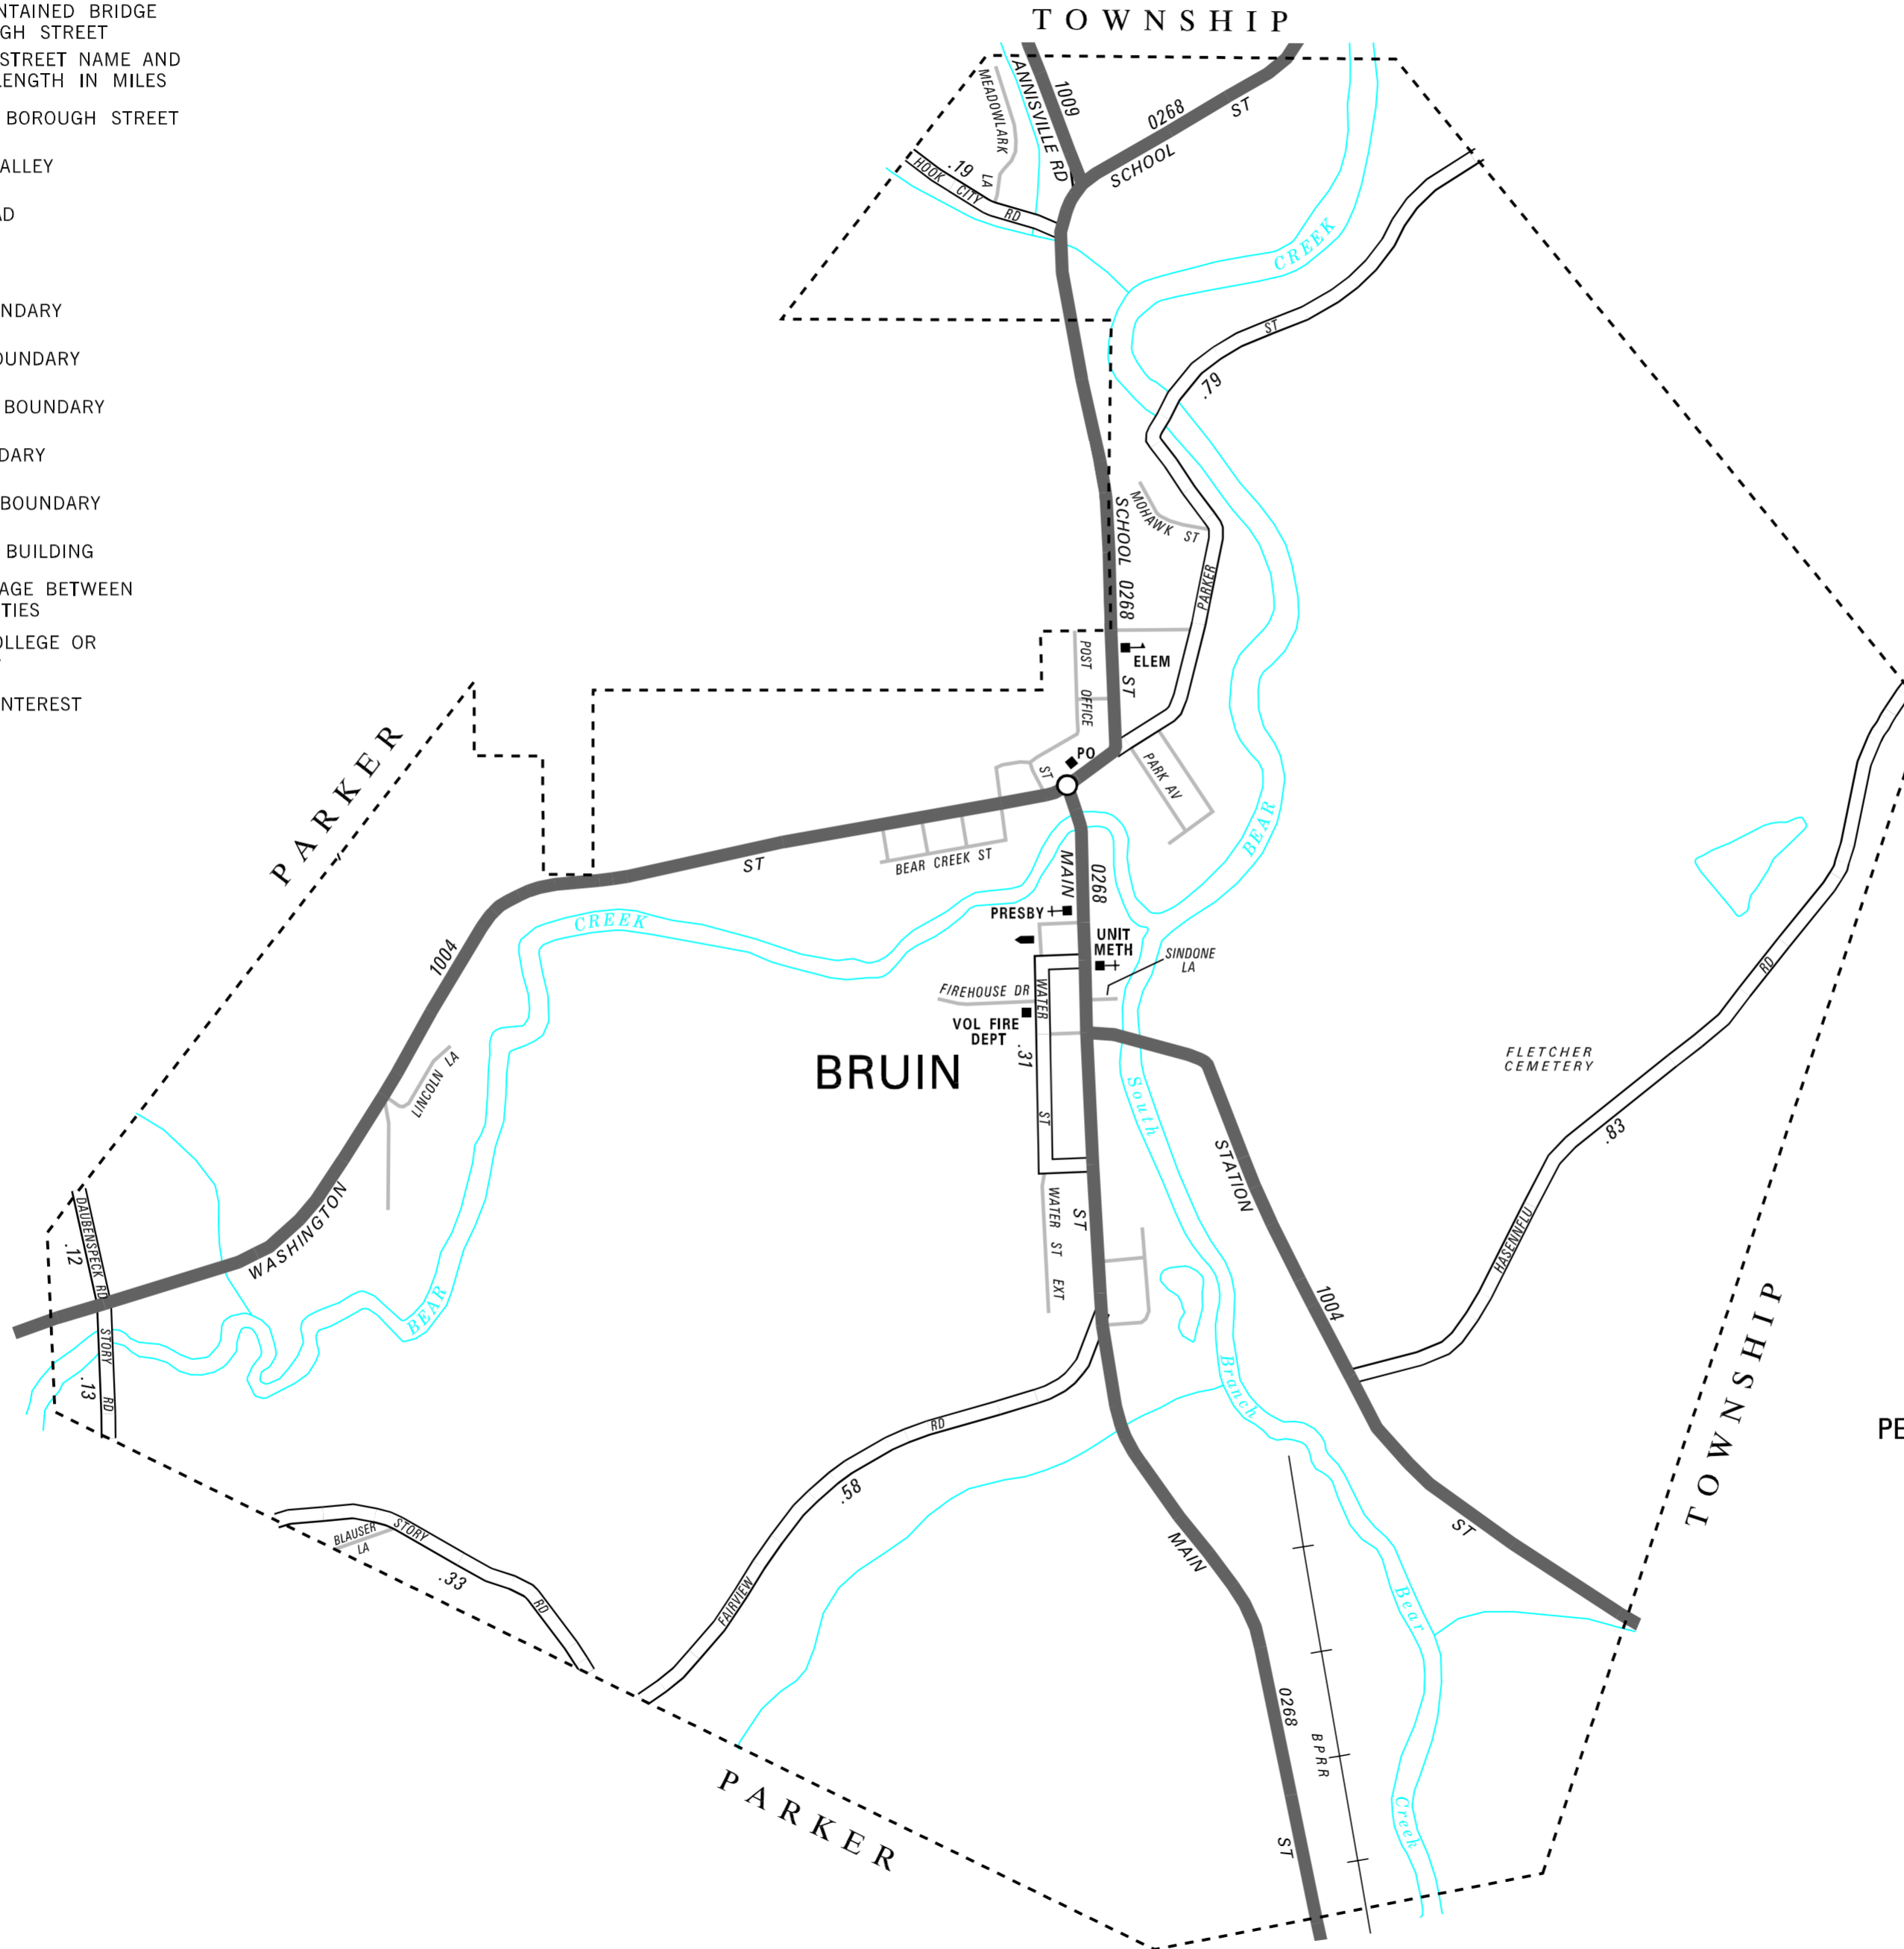 NTAINED BRIDGE
GH STREET
STREET NAME AND
LENGTH IN MILES
BOROUGH STREET
ALLEY
AD
NDARY
OUNDARY
BOUNDARY
DARY
BOUNDARY
BUILDING
AGE BETWEEN
TIES
OLLEGE OR
NTEREST
TOWNSHIP
MEADOWLARK
LA
ANNISVILLE RD
1009
0268
SCHOOL
ST
.19
HOOK CITY RD
CREEK
ST
.79
SCHOOL 0268
ST
MOHAWK ST
PARKER
POST OFFICE
ST
ELEM
PO
PARK AV
BEAR
PARKER
ST
BEAR CREEK ST
MAIN
0268
CREEK
1004
PRESBY
UNIT
METH
SINDONE
LA
FIREHOUSE DR
WATER
ST
VOL FIRE
DEPT
.31
BRUIN
South
FLETCHER
CEMETERY
RD
.83
HASENNFLU
LINCOLN LA
STATION
WATER ST EXT
ST
WASHINGTON
DAUBENSPECK RD
.12
STORY
RD
.13
BEAR
1004
Branch
TOWNSHIP
PE
RD
.58
FAIRVIEW
BLAUSER
LA
STORY
RD
.33
MAIN
ST
Bear
0268
BPRR
ST
Creek
PARKER